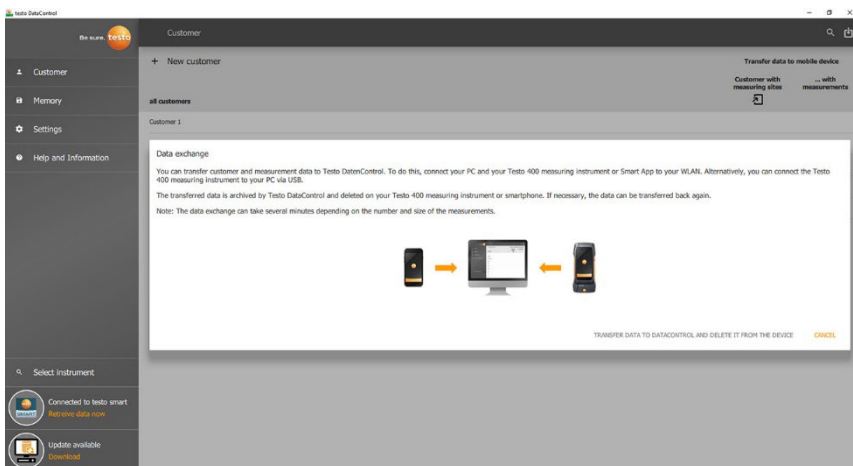 testo DataControl
Be sure. testo
Customer
Customer
Memory
Settings
Help and Information
+ New customer
Transfer data to mobile device
Customer with
measuring sites
... with
measurements
all customers
Customer 1
Data exchange
You can transfer customer and measurement data to Testo DatenControl. To do this, connect your PC and your Testo 400 measuring instrument or Smart App to your WLAN. Alternatively, you can connect the Testo
400 measuring instrument to your PC via USB.
The transferred data is archived by Testo DataControl and deleted on your Testo 400 measuring instrument or smartphone. If necessary, the data can be transferred back again.
Note: The data exchange can take several minutes depending on the number and size of the measurements.
TRANSFER DATA TO DATACONTROL AND DELETE IT FROM THE DEVICE
CANCEL
Select instrument
SMART
Connected to testo smart
Retreive data now
Update available
Download